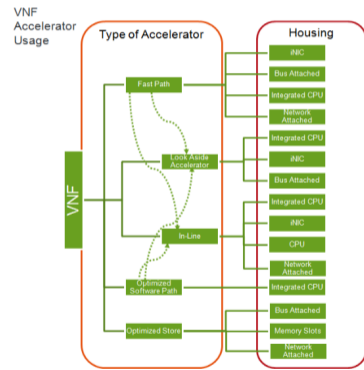 VNF
Accelerator
Usage
Type of Accelerator
Housing
VNF
Fast Path
Look Aside
Accelerator
In-Line
Optimized
Software Path
Optimized Store
iNIC
Bus Attached
Integrated CPU
Network
Attached
Integrated CPU
iNIC
Bus Attached
Integrated CPU
iNIC
CPU
Network
Attached
Integrated CPU
Bus Attached
Memory Slots
Network
Attached